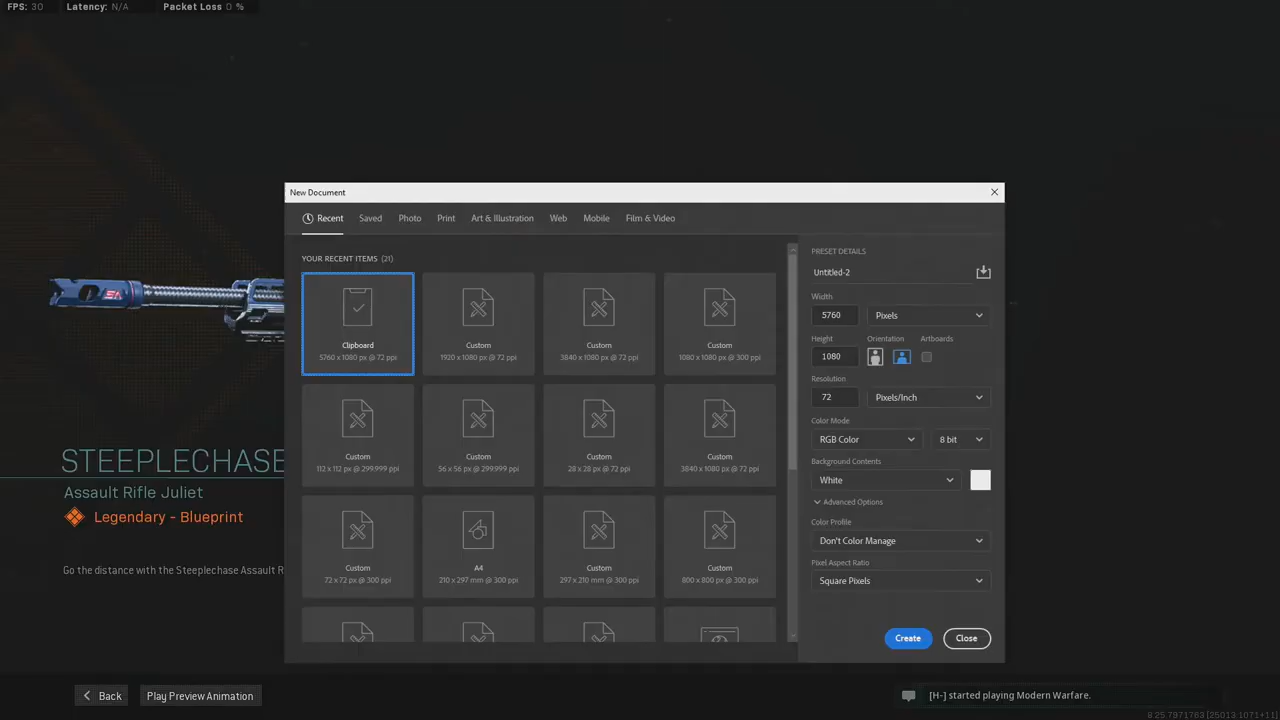 FPS: 30 Latency: N/A Packet Loss 0 %
New Document
Recent Saved Photo Print Art & Illustration Web Mobile Film & Video
YOUR RECENT ITEMS (21)
Clipboard
5760 x 1080 px @ 72 ppi
Custom
1920 x 1080 px @ 72 ppi
Custom
3840 x 1080 px @ 72 ppi
Custom
1080 x 1080 px @ 300 ppi
Custom
112 x 112 px @ 299.999 ppi
Custom
56 x 56 px @ 299.999 ppi
Custom
28 x 28 px @ 72 ppi
Custom
3840 x 1080 px @ 72 ppi
Custom
72 x 72 px @ 300 ppi
A4
210 x 297 mm @ 300 ppi
Custom
297 x 210 mm @ 300 ppi
Custom
800 x 800 px @ 300 ppi
PRESET DETAILS
Untitled-2
Width
5760 Pixels
Height Orientation Artboards
1080
Resolution
72 Pixels/Inch
Color Mode
RGB Color 8 bit
Background Contents
White
Advanced Options
Color Profile
Don't Color Manage
Pixel Aspect Ratio
Square Pixels
Create Close
STEEPLECHASE
Assault Rifle Juliet
Legendary - Blueprint
Go the distance with the Steeplechase Assault R
Back Play Preview Animation
[H-] started playing Modern Warfare.